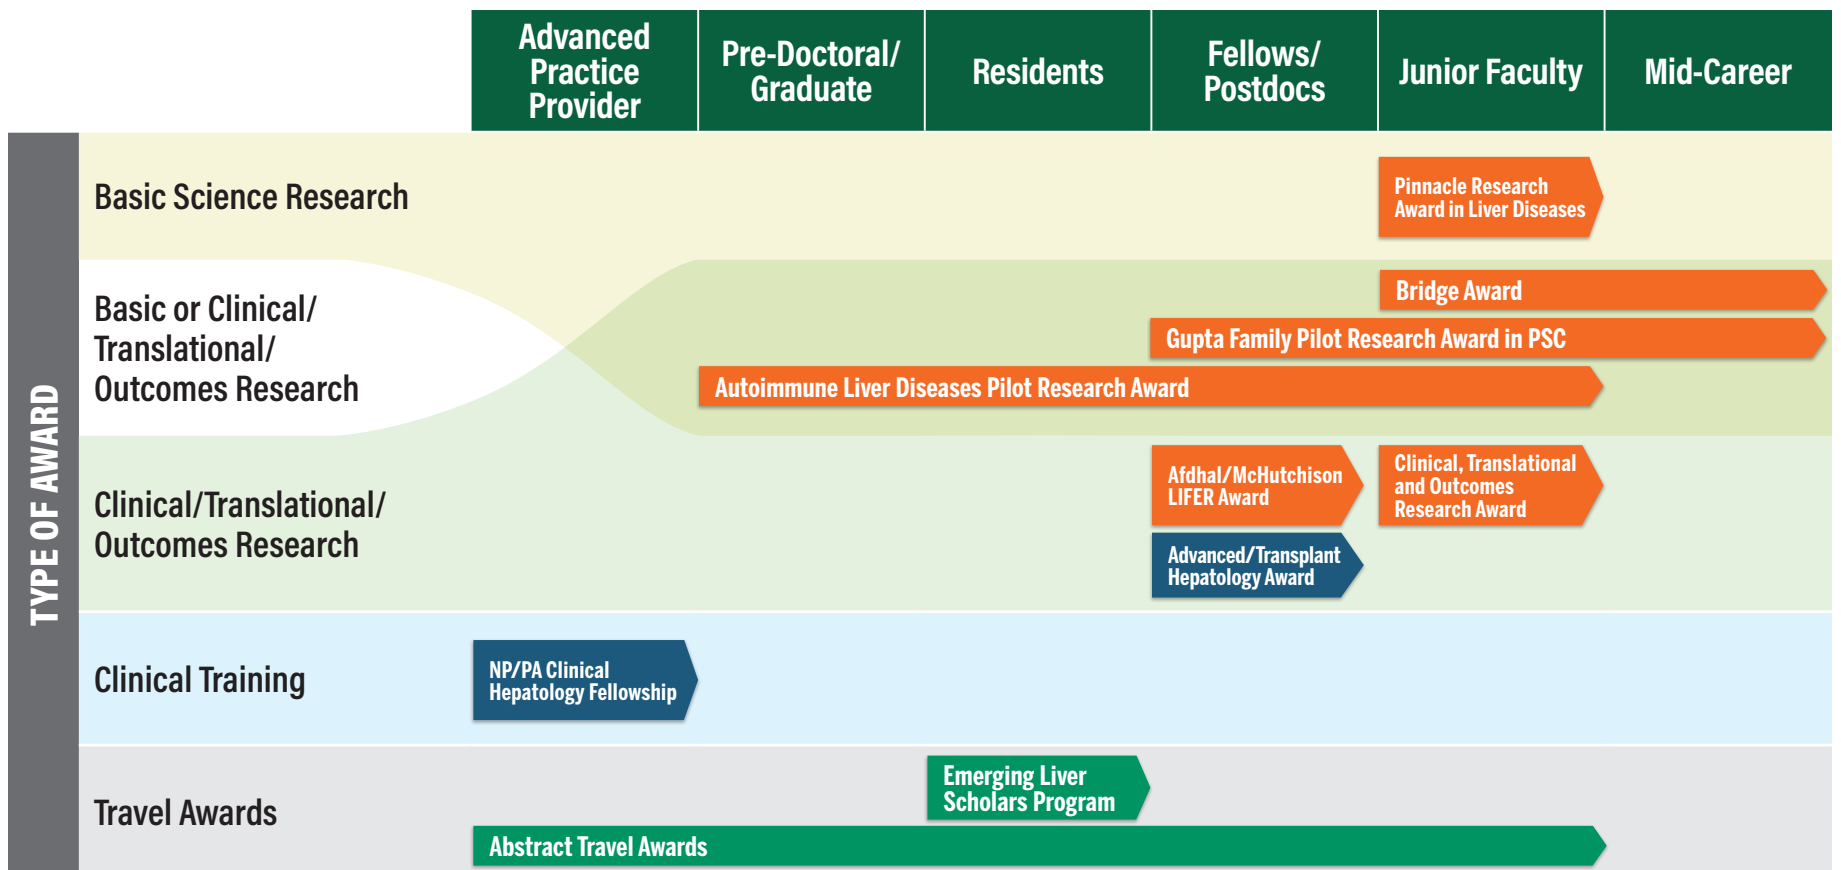 Advanced
Practice
Provider
Pre-Doctoral/
Graduate
Residents
Fellows/
Postdocs
Junior Faculty
Mid-Career
TYPE OF AWARD
Basic Science Research
Pinnacle Research
Award in Liver Diseases
Basic or Clinical/
Translational/
Outcomes Research
Bridge Award
Gupta Family Pilot Research Award in PSC
Autoimmune Liver Diseases Pilot Research Award
Clinical/Translational/
Outcomes Research
Afdhal/McHutchison
LIFER Award
Clinical, Translational
and Outcomes
Research Award
Advanced/Transplant
Hepatology Award
Clinical Training
NP/PA Clinical
Hepatology Fellowship
Travel Awards
Emerging Liver
Scholars Program
Abstract Travel Awards